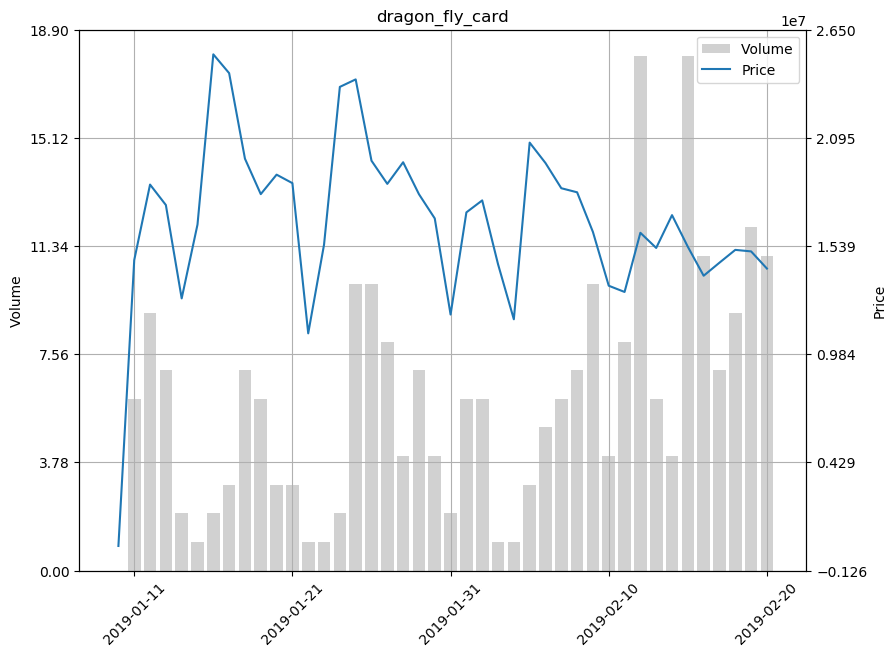 dragon_fly_card
1e7
18.90
15.12
11.34
7.56
3.78
0.00
Volume
2.650
2.095
1.539
0.984
0.429
−0.126
Price
Volume
Price
2019-01-11
2019-01-21
2019-01-31
2019-02-10
2019-02-20